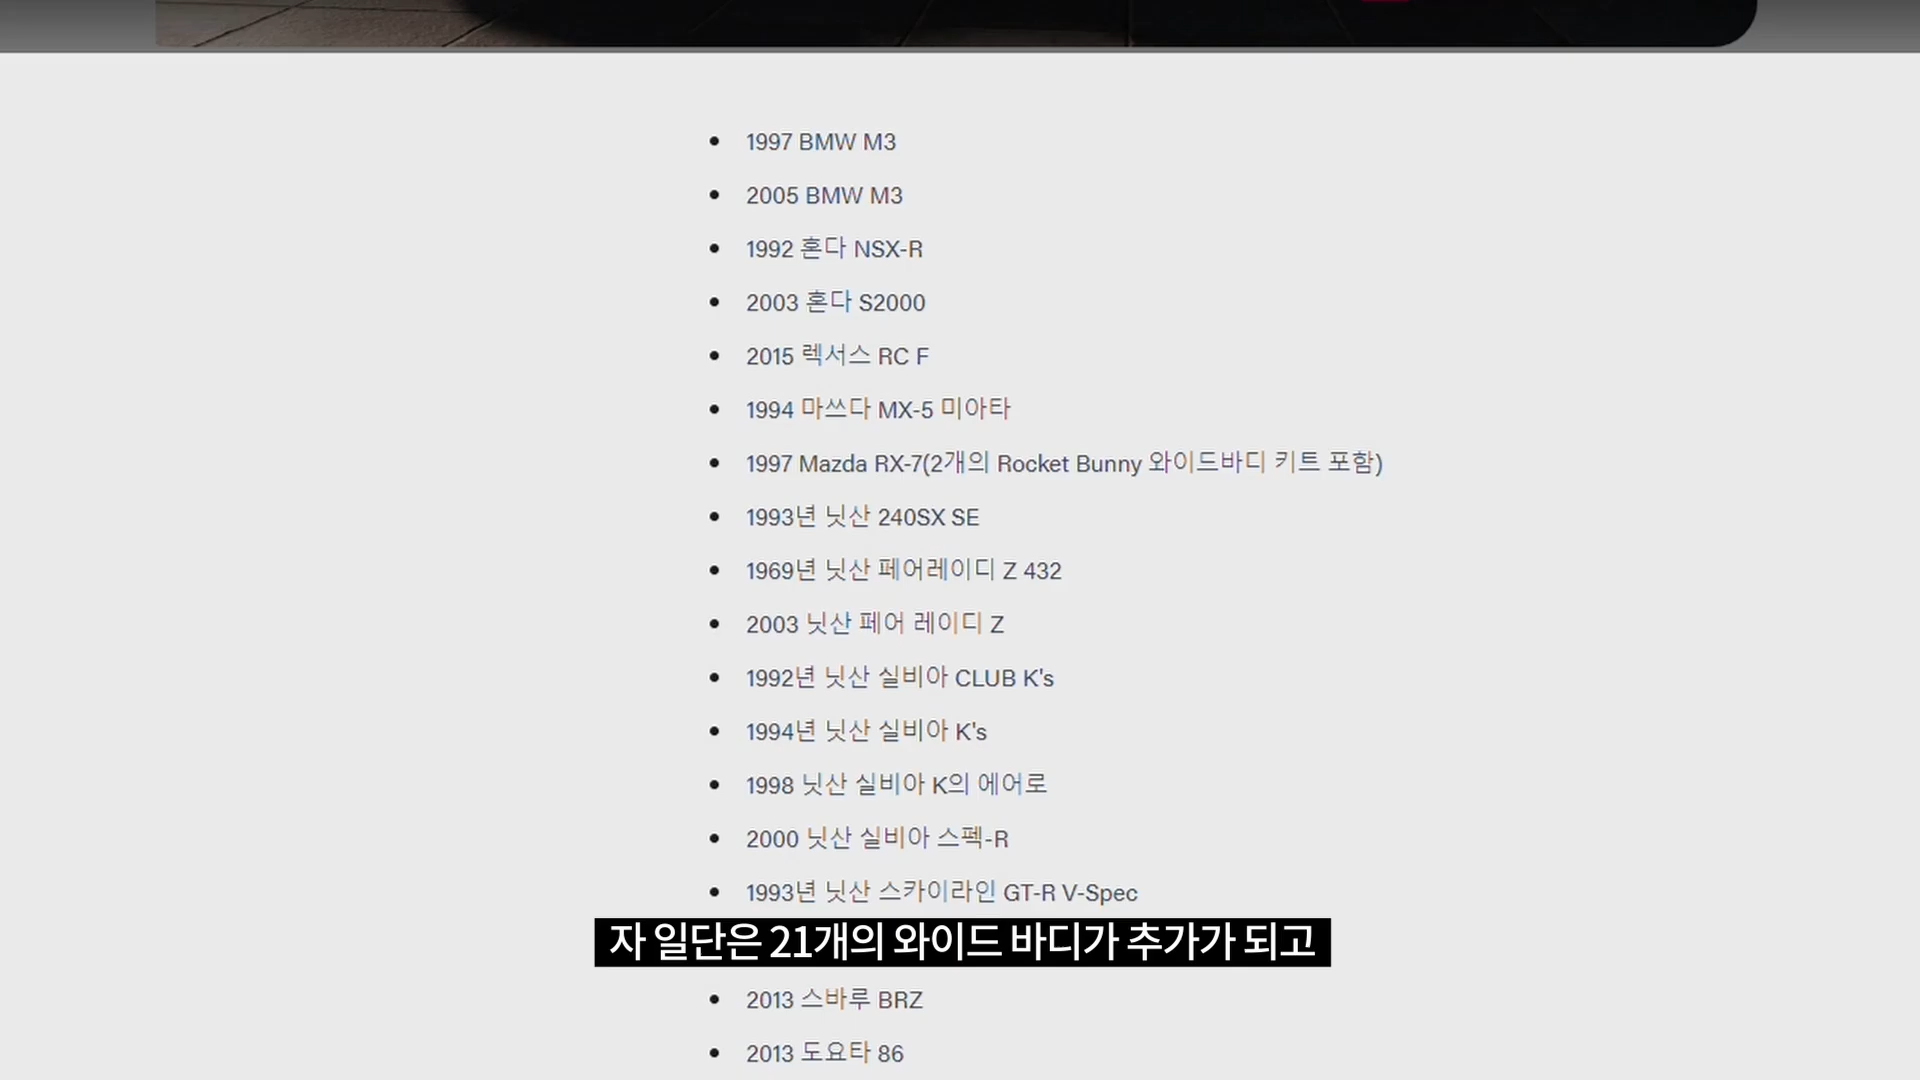 1997 BMW M3
2005 BMW M3
1992 혼다 NSX-R
2003 혼다 S2000
2015 렉서스 RC F
1994 마쓰다 MX-5 미아타
1997 Mazda RX-7(2개의 Rocket Bunny 와이드바디 키트 포함)
1993년 닛산 240SX SE
1969년 닛산 페어레이디 Z 432
2003 닛산 페어 레이디 Z
1992년 닛산 실비아 CLUB K's
1994년 닛산 실비아 K's
1998 닛산 실비아 K의 에어로
2000 닛산 실비아 스펙-R
1993년 닛산 스카이라인 GT-R V-Spec
자 일단은 21개의 와이드 바디가 추가가 되고
2013 스바루 BRZ
2013 도요타 86